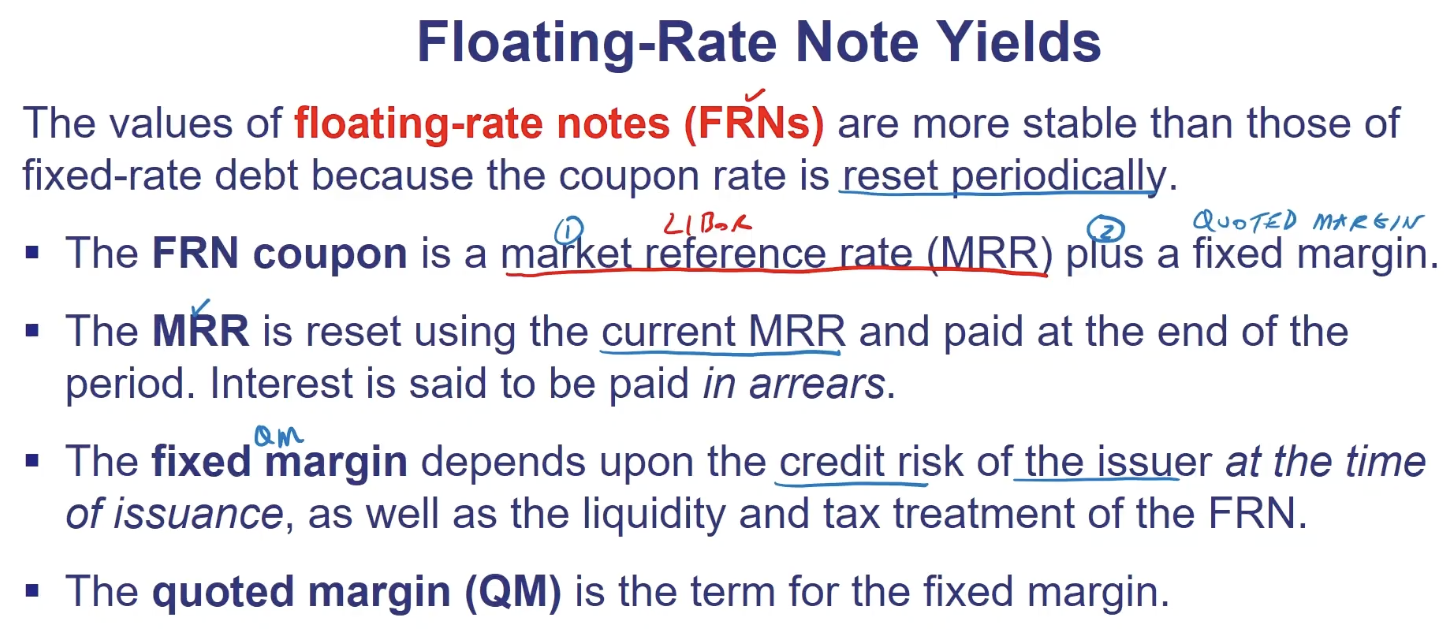 Floating-Rate Note Yields
The values of floating-rate notes (FRNs) are more stable than those of
fixed-rate debt because the coupon rate is reset periodically.
① LIBOR ② QUOTED MARGIN
▪ The FRN coupon is a market reference rate (MRR) plus a fixed margin.
▪ The MRR is reset using the current MRR and paid at the end of the
period. Interest is said to be paid in arrears.
QM
▪ The fixed margin depends upon the credit risk of the issuer at the time
of issuance, as well as the liquidity and tax treatment of the FRN.
▪ The quoted margin (QM) is the term for the fixed margin.